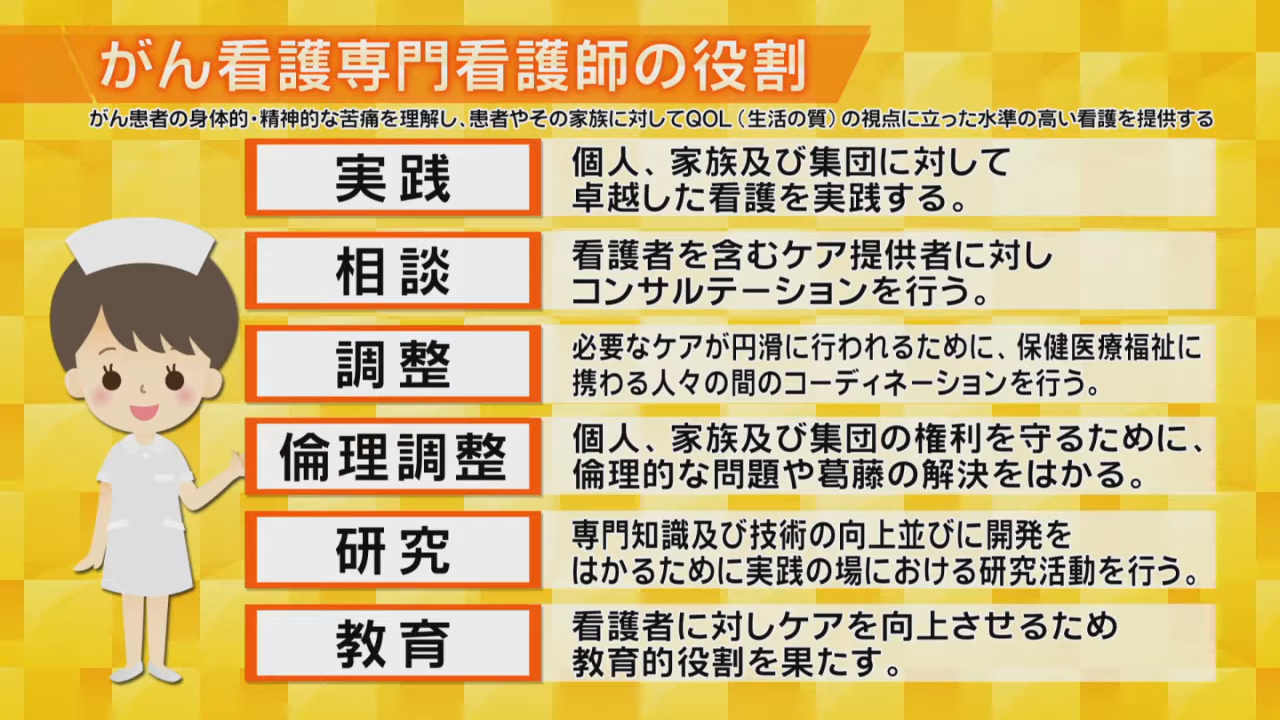 がん看護専門看護師の役割
がん患者の身体的・精神的な苦痛を理解し、患者やその家族に対してQOL(生活の質)の視点に立った水準の高い看護を提供する
実践
個人、家族及び集団に対して
卓越した看護を実践する。
相談
看護者を含むケア提供者に対し
コンサルテーションを行う。
調整
必要なケアが円滑に行われるために、保健医療福祉に
携わる人々の間のコーディネーションを行う。
倫理調整
個人、家族及び集団の権利を守るために、
倫理的な問題や葛藤の解決をはかる。
研究
専門知識及び技術の向上並びに開発を
はかるために実践の場における研究活動を行う。
教育
看護者に対しケアを向上させるため
教育的役割を果たす。